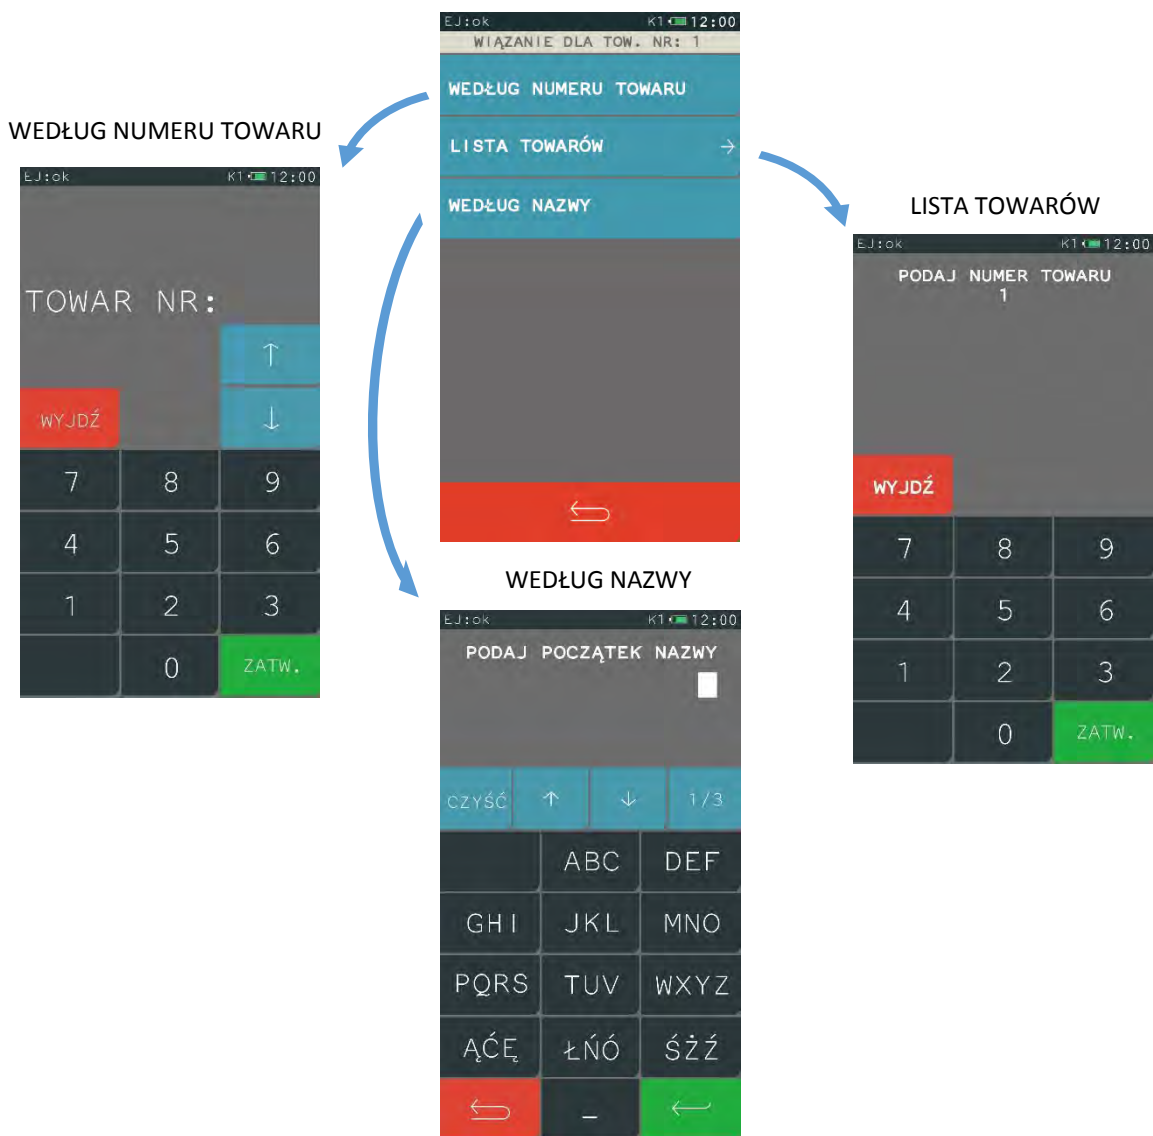 EJ:ok K1 12:00
WIĄZANIE DLA TOW. NR: 1
WEDŁUG NUMERU TOWARU
LISTA TOWARÓW →
WEDŁUG NAZWY
WEDŁUG NUMERU TOWARU
EJ:ok K1 12:00
TOWAR NR:
↑
WYJDŹ ↓
7 8 9
4 5 6
1 2 3
0 ZATW.
LISTA TOWARÓW
EJ:ok K1 12:00
PODAJ NUMER TOWARU
1
WYJDŹ
7 8 9
4 5 6
1 2 3
0 ZATW.
WEDŁUG NAZWY
EJ:ok K1 12:00
PODAJ POCZĄTEK NAZWY
CZYŚĆ ↑ ↓ 1/3
ABC DEF
GHI JKL MNO
PQRS TUV WXYZ
ĄĆĘ ŁŃÓ ŚŻŹ
_